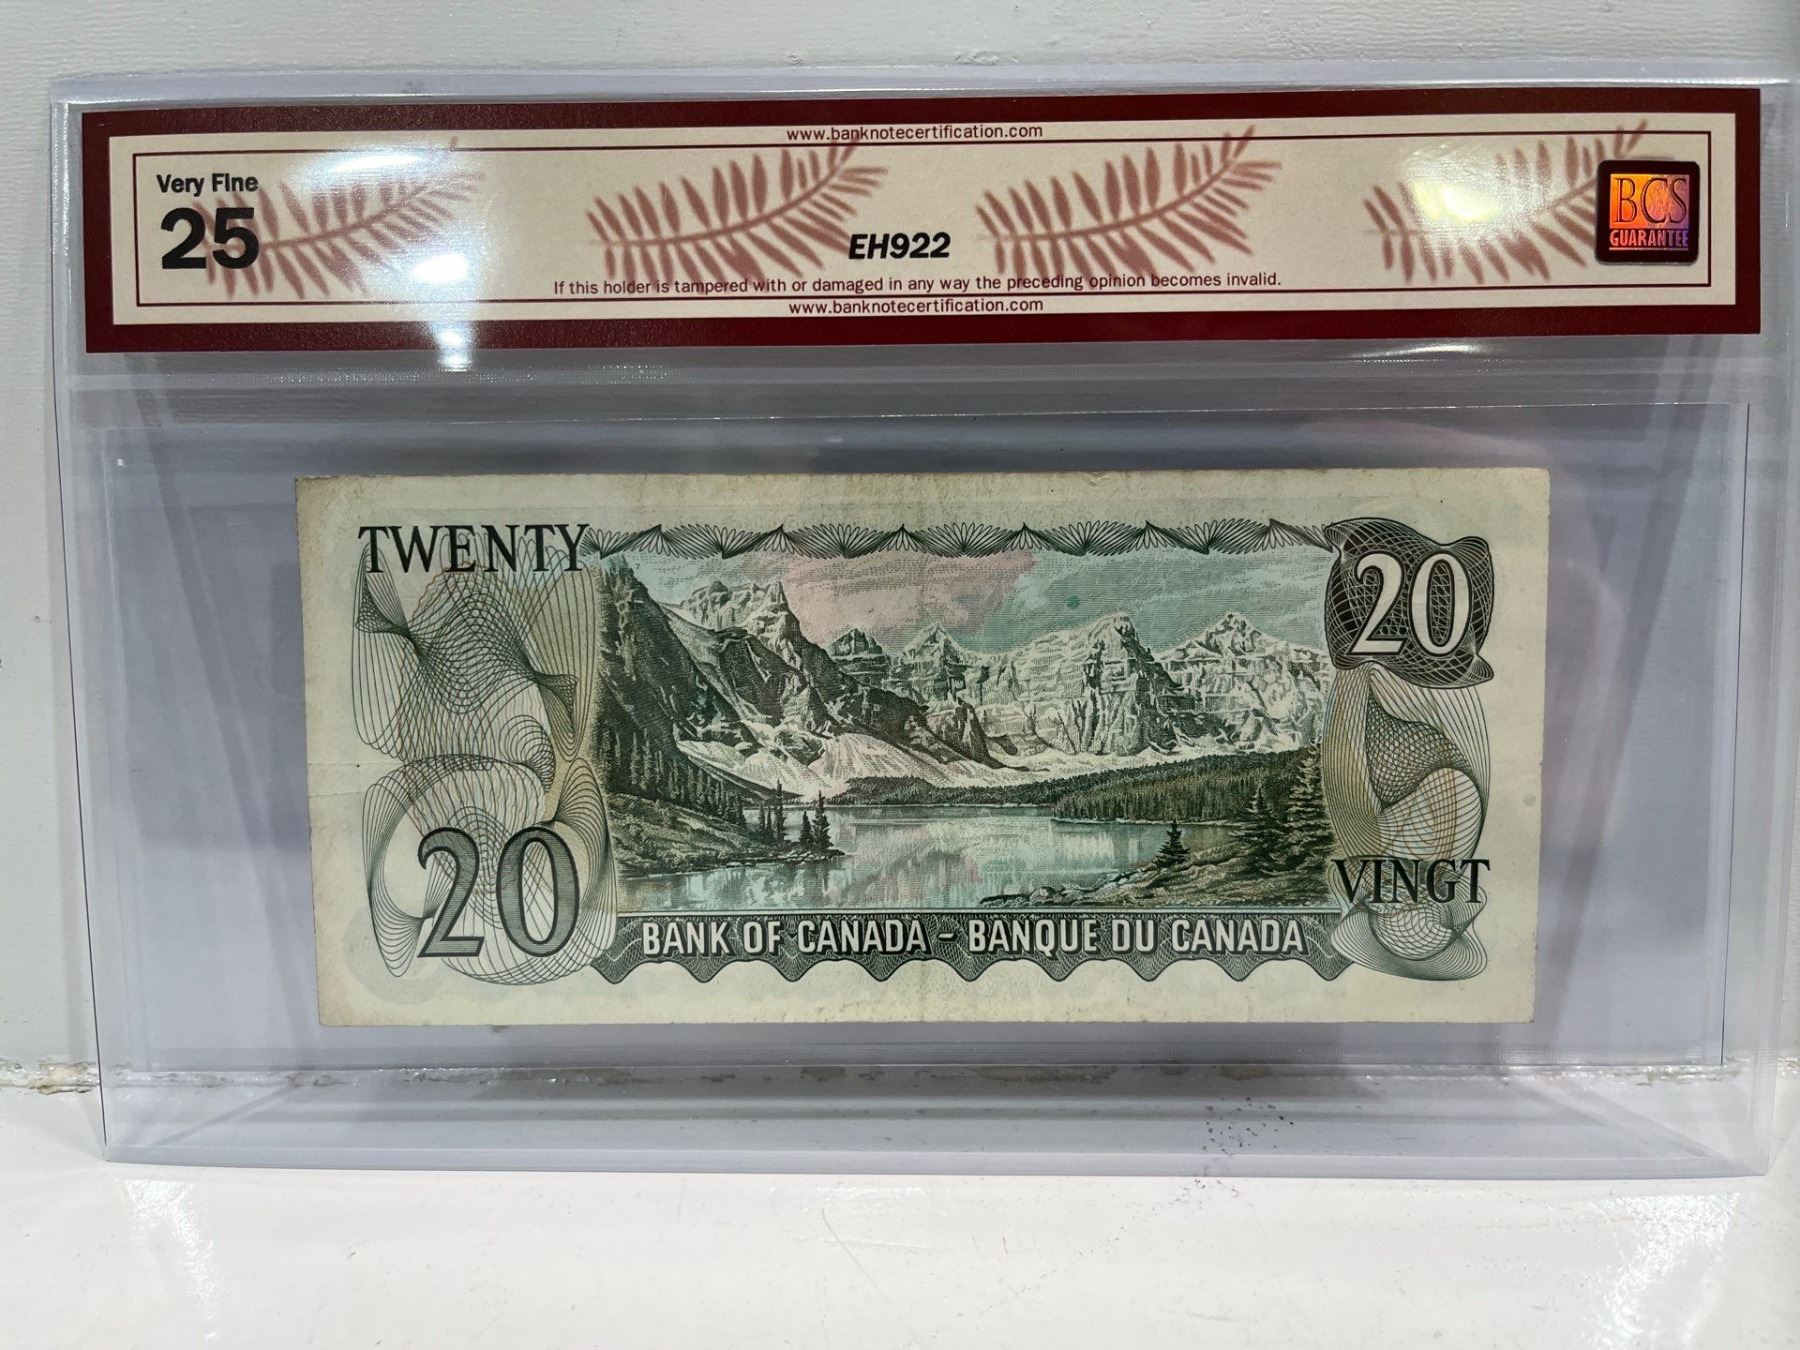 www.banknotecertification.com
Very Fine
25
EH922
BCS
GUARANTEE
If this holder is tampered with or damaged in any way the preceding opinion becomes invalid.
www.banknotecertification.com
TWENTY
20
20
VINGT
BANK OF CANADA - BANQUE DU CANADA